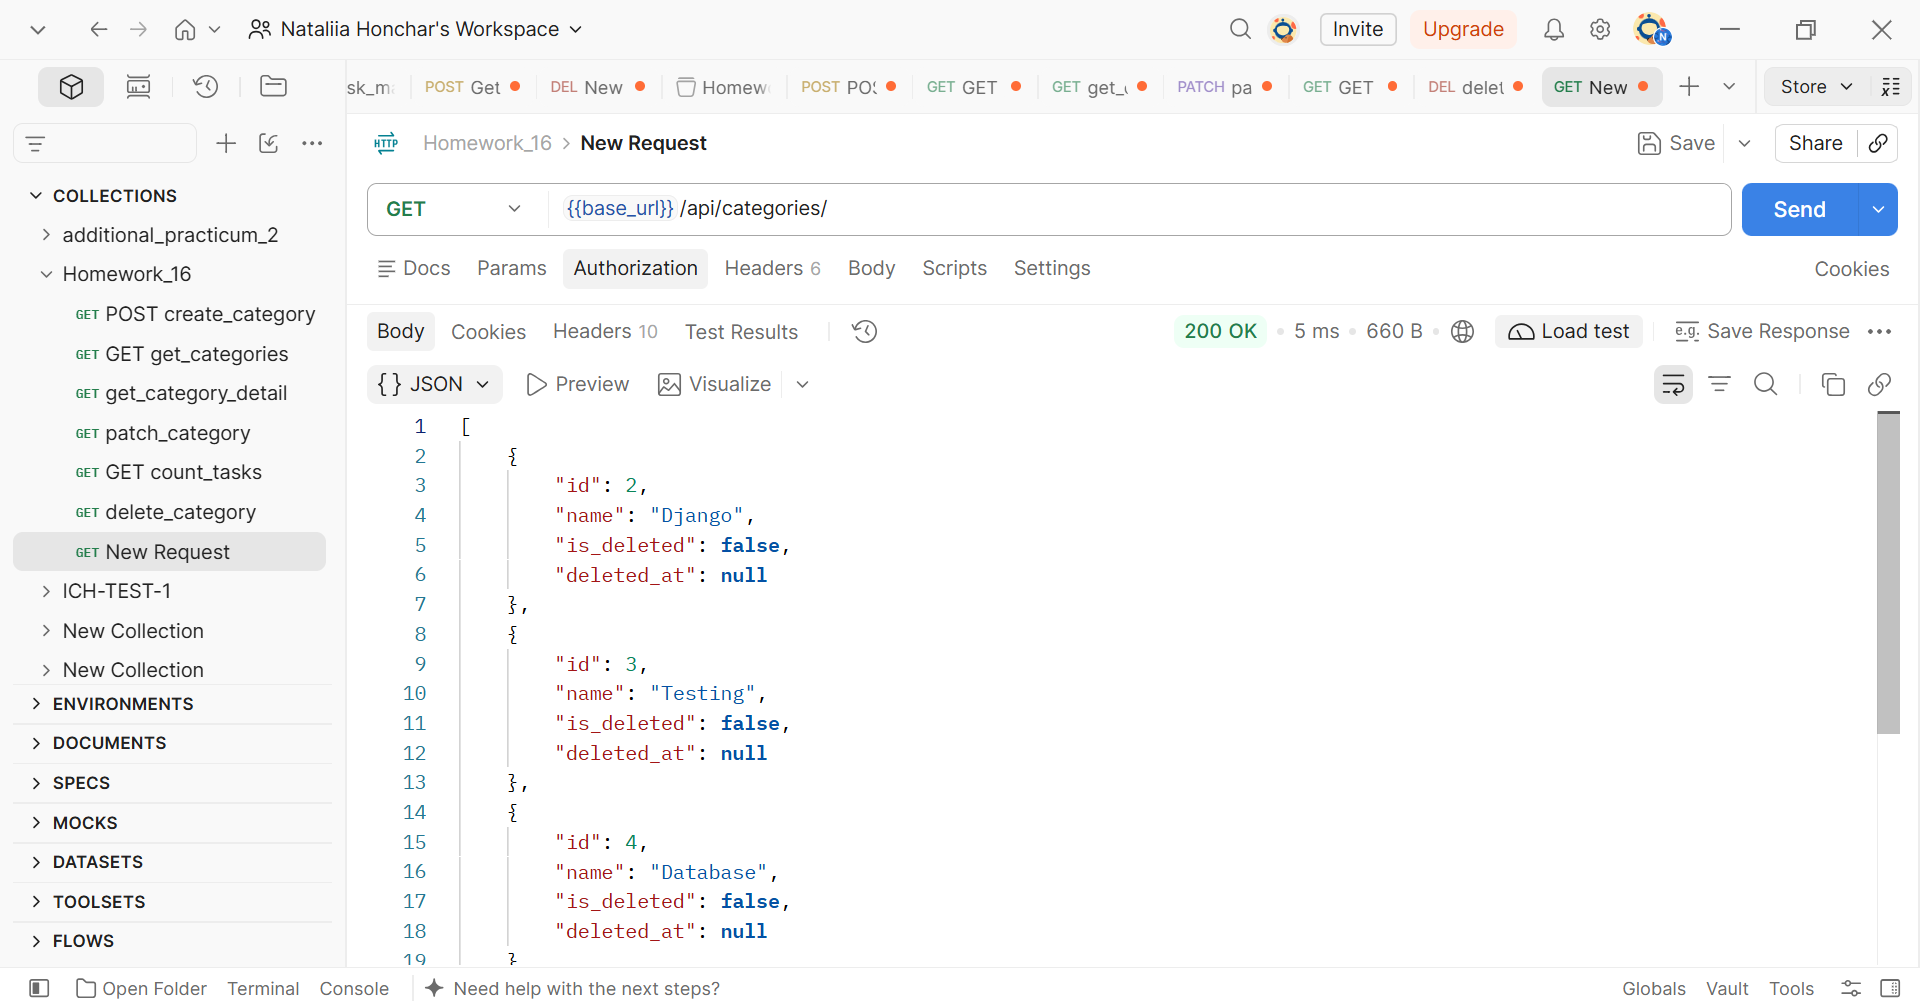 Nataliia Honchar's Workspace
Invite
Upgrade
N
POST Get
DEL New
Homew
POST POS
GET GET
GET get_
PATCH pa
GET GET
DEL delet
GET New
Store
HTTP
Homework_16 > New Request
Save
Share
COLLECTIONS
additional_practicum_2
Homework_16
GET POST create_category
GET GET get_categories
GET get_category_detail
GET patch_category
GET GET count_tasks
GET delete_category
GET New Request
ICH-TEST-1
New Collection
New Collection
ENVIRONMENTS
DOCUMENTS
SPECS
MOCKS
DATASETS
TOOLSETS
FLOWS
GET
{{base_url}} /api/categories/
Send
Docs
Params
Authorization
Headers 6
Body
Scripts
Settings
Cookies
Body
Cookies
Headers 10
Test Results
200 OK
5 ms
660 B
Load test
e.g. Save Response
{} JSON
Preview
Visualize
1 [
2 {
3 "id": 2,
4 "name": "Django",
5 "is_deleted": false,
6 "deleted_at": null
7 },
8 {
9 "id": 3,
10 "name": "Testing",
11 "is_deleted": false,
12 "deleted_at": null
13 },
14 {
15 "id": 4,
16 "name": "Database",
17 "is_deleted": false,
18 "deleted_at": null
19 }
Open Folder
Terminal
Console
Need help with the next steps?
Globals
Vault
Tools